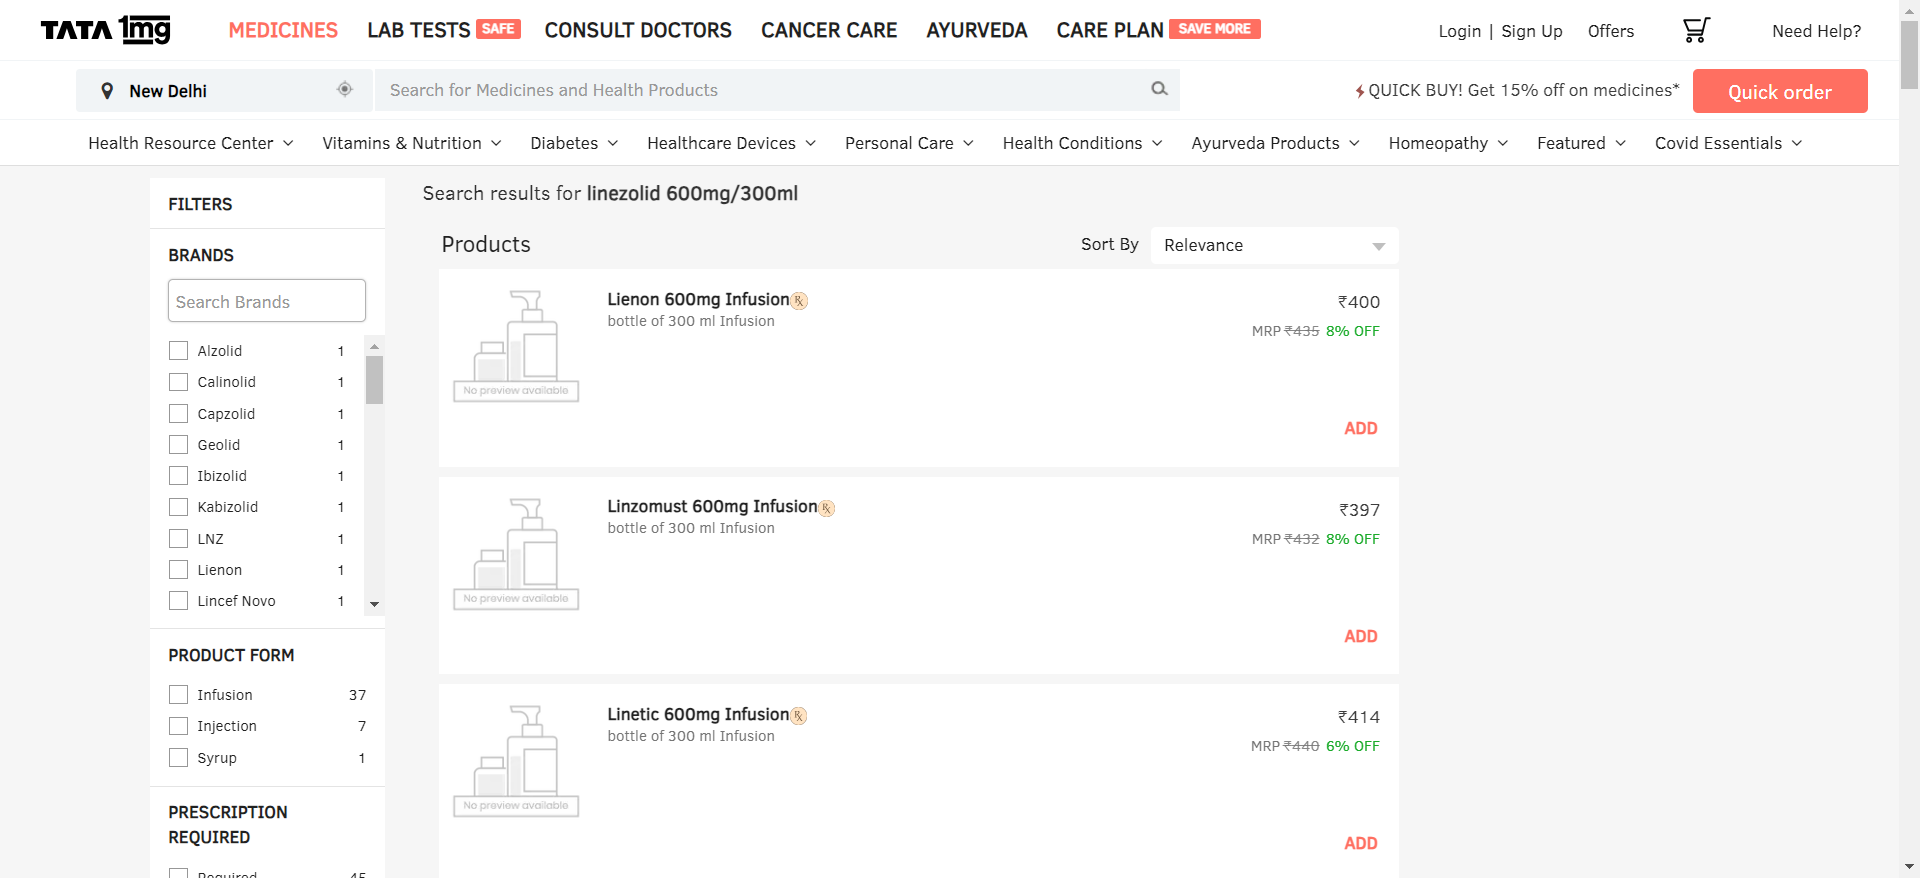 TATA 1mg
MEDICINES
LAB TESTS SAFE
CONSULT DOCTORS
CANCER CARE
AYURVEDA
CARE PLAN SAVE MORE
Login | Sign Up
Offers
Need Help?
New Delhi
Search for Medicines and Health Products
QUICK BUY! Get 15% off on medicines*
Quick order
Health Resource Center
Vitamins & Nutrition
Diabetes
Healthcare Devices
Personal Care
Health Conditions
Ayurveda Products
Homeopathy
Featured
Covid Essentials
FILTERS
BRANDS
Search Brands
Alzolid 1
Calinolid 1
Capzolid 1
Geolid 1
Ibizolid 1
Kabizolid 1
LNZ 1
Lienon 1
Lincef Novo 1
PRODUCT FORM
Infusion 37
Injection 7
Syrup 1
PRESCRIPTION
REQUIRED
Required 45
Search results for linezolid 600mg/300ml
Products
Sort By Relevance
Lienon 600mg Infusion Rx
bottle of 300 ml Infusion
No preview available
₹400
MRP ₹435 8% OFF
ADD
Linzomust 600mg Infusion Rx
bottle of 300 ml Infusion
No preview available
₹397
MRP ₹432 8% OFF
ADD
Linetic 600mg Infusion Rx
bottle of 300 ml Infusion
No preview available
₹414
MRP ₹440 6% OFF
ADD